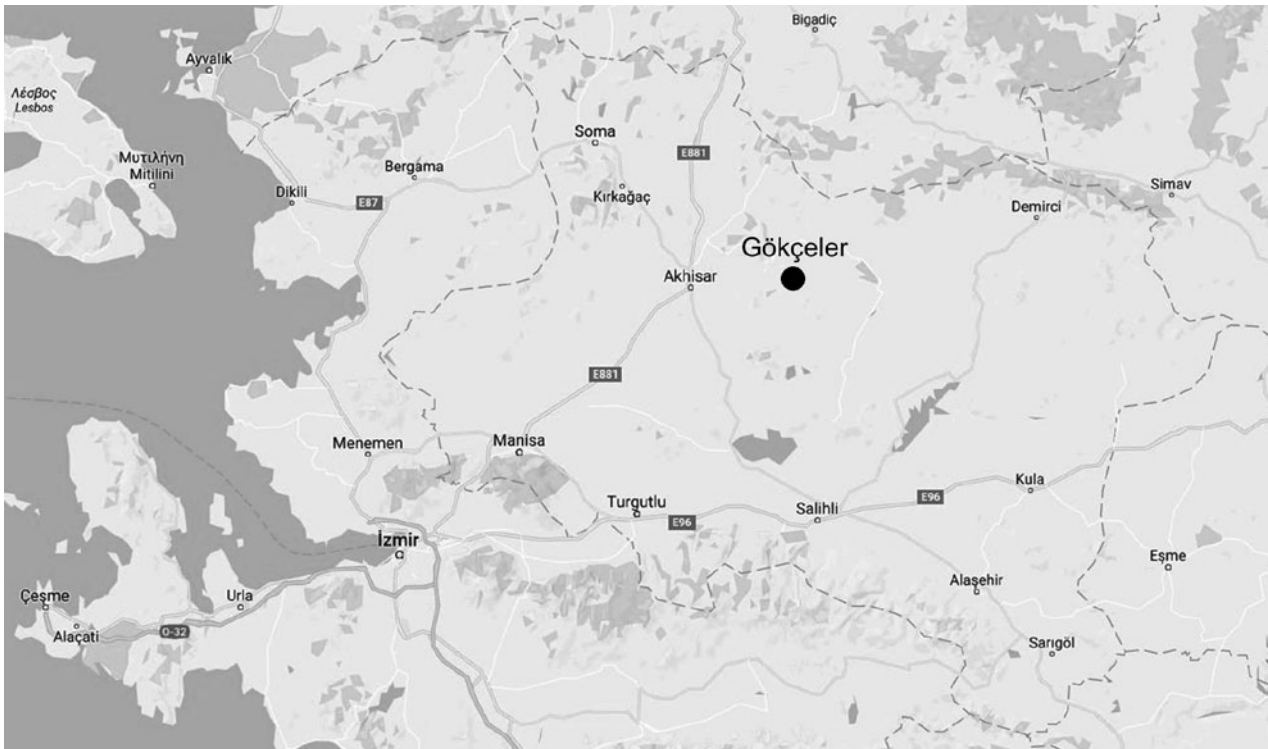 Bigadiç
Ayvalık
Λέσβος
Lesbos
Soma
E881
Μυτιλήνη
Mitilini
Bergama
Kırkağaç
Dikili
E87
Simav
Demirci
Gökçeler
Akhisar
E881
Menemen
Manisa
Kula
Turgutlu
Salihli
E96
E96
İzmir
Eşme
Alaşehir
Çeşme
Urla
Alaçati
O-32
Sarıgöl